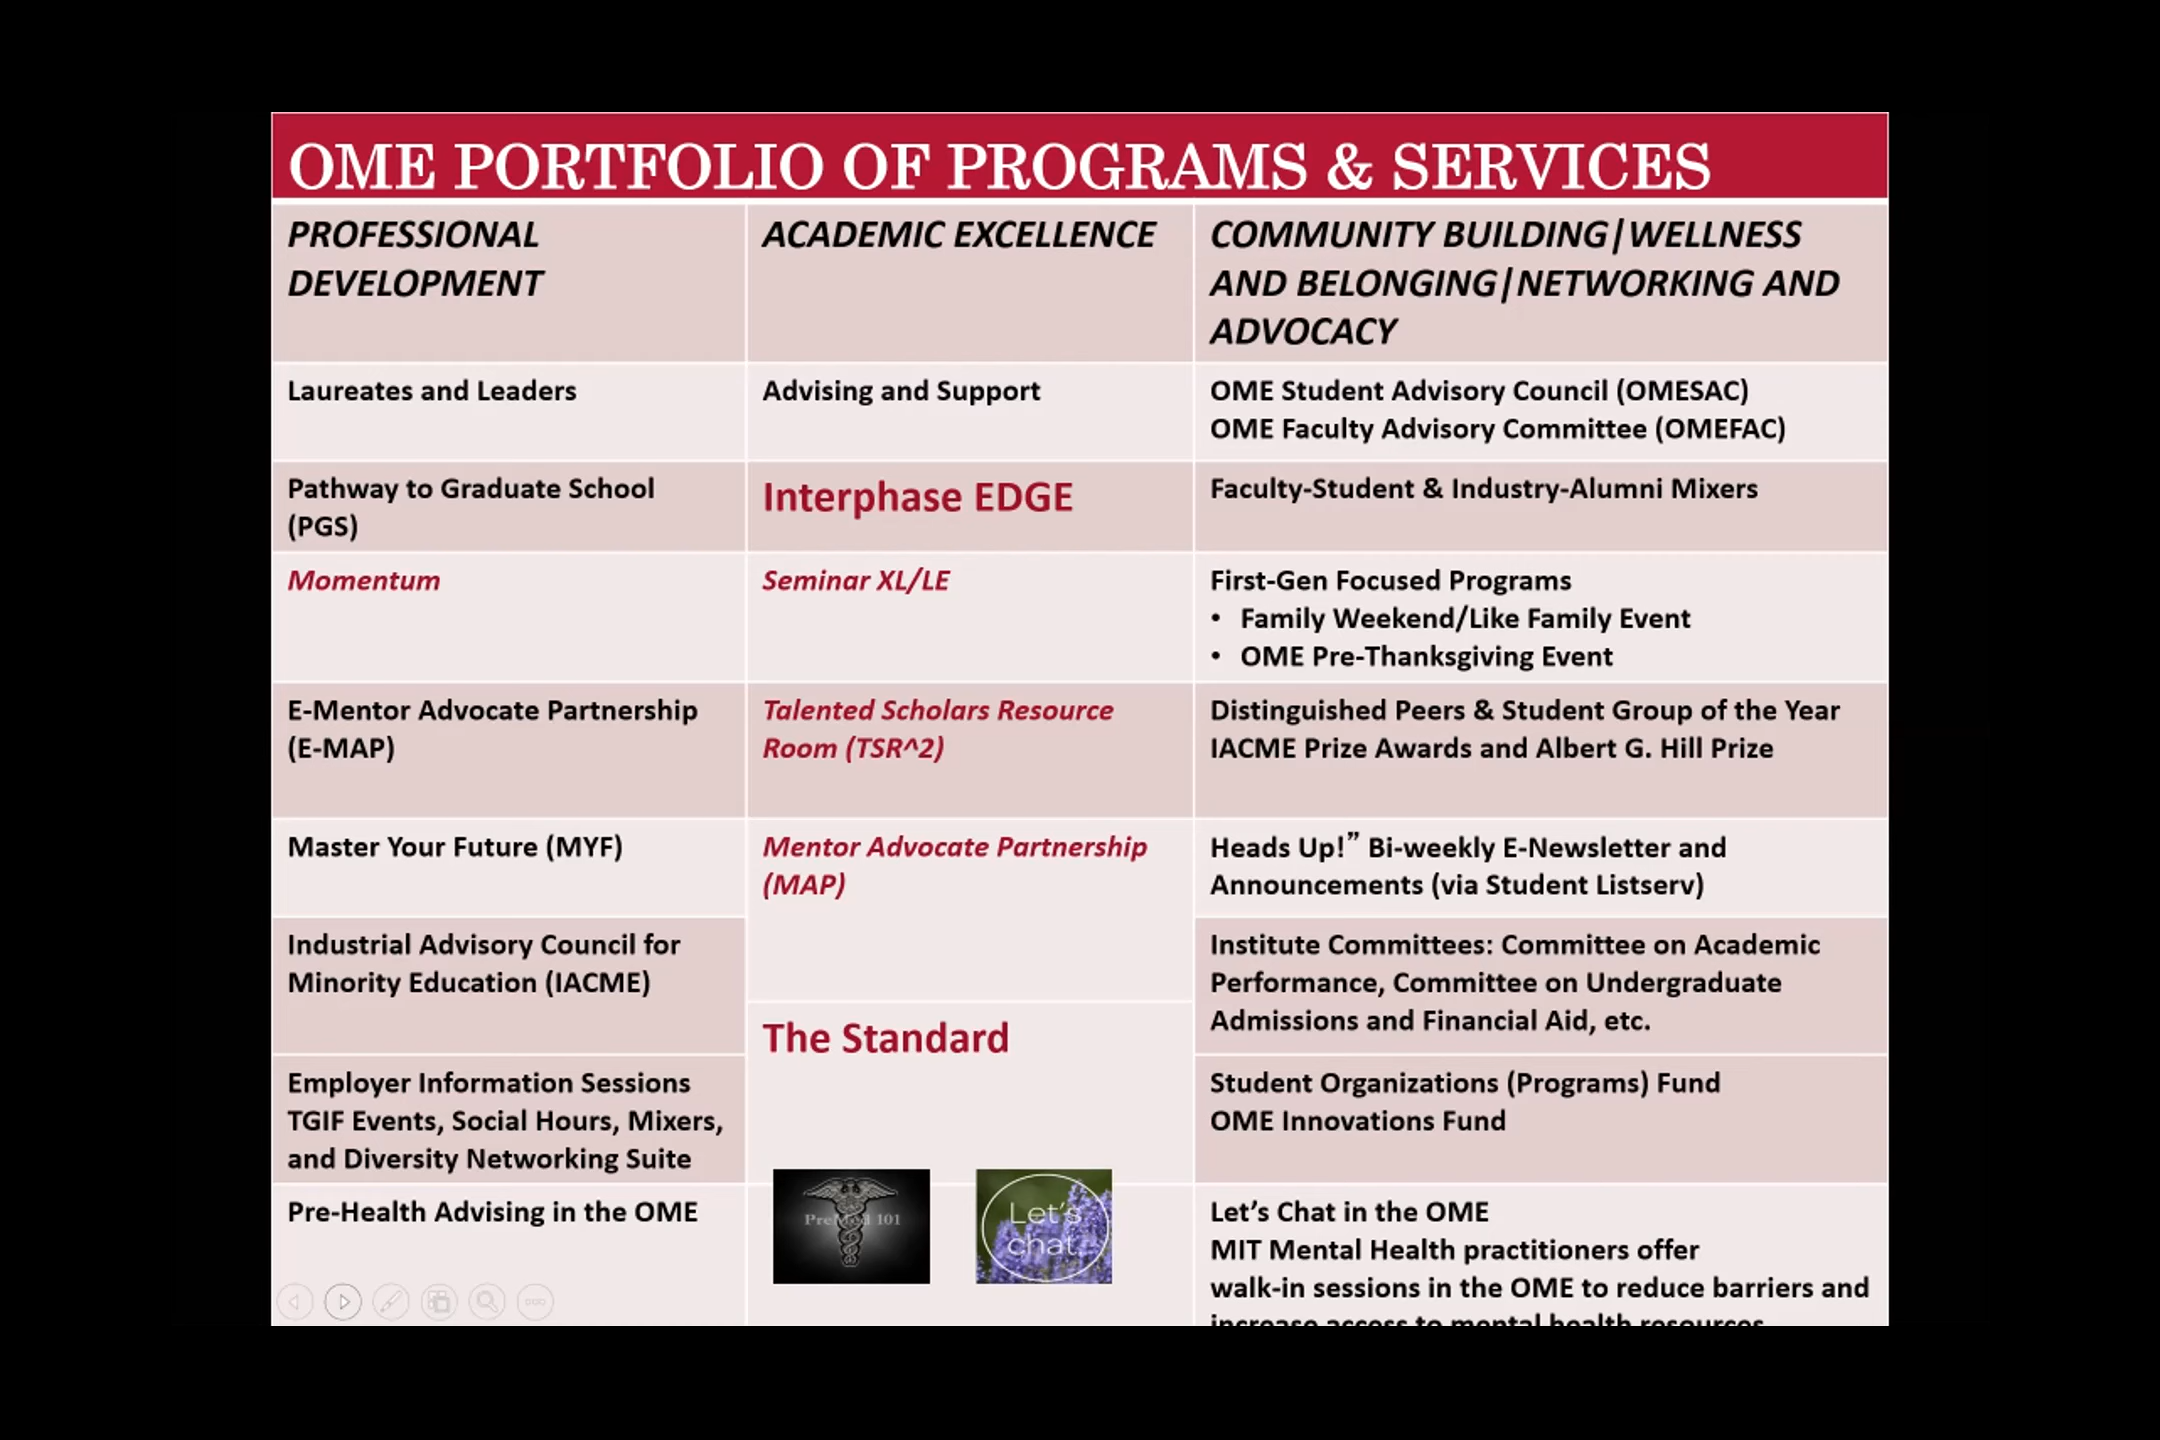 OME PORTFOLIO OF PROGRAMS & SERVICES
PROFESSIONAL
DEVELOPMENT
ACADEMIC EXCELLENCE
COMMUNITY BUILDING|WELLNESS
AND BELONGING|NETWORKING AND
ADVOCACY
Laureates and Leaders
Advising and Support
OME Student Advisory Council (OMESAC)
OME Faculty Advisory Committee (OMEFAC)
Pathway to Graduate School
(PGS)
Interphase EDGE
Faculty-Student & Industry-Alumni Mixers
Momentum
Seminar XL/LE
First-Gen Focused Programs
• Family Weekend/Like Family Event
• OME Pre-Thanksgiving Event
E-Mentor Advocate Partnership
(E-MAP)
Talented Scholars Resource
Room (TSR^2)
Distinguished Peers & Student Group of the Year
IACME Prize Awards and Albert G. Hill Prize
Master Your Future (MYF)
Mentor Advocate Partnership
(MAP)
Heads Up!” Bi-weekly E-Newsletter and
Announcements (via Student Listserv)
Industrial Advisory Council for
Minority Education (IACME)
The Standard
Institute Committees: Committee on Academic
Performance, Committee on Undergraduate
Admissions and Financial Aid, etc.
Employer Information Sessions
TGIF Events, Social Hours, Mixers,
and Diversity Networking Suite
Student Organizations (Programs) Fund
OME Innovations Fund
Pre-Health Advising in the OME
PreMed 101
Let's
chat
Let’s Chat in the OME
MIT Mental Health practitioners offer
walk-in sessions in the OME to reduce barriers and
increase access to mental health resources